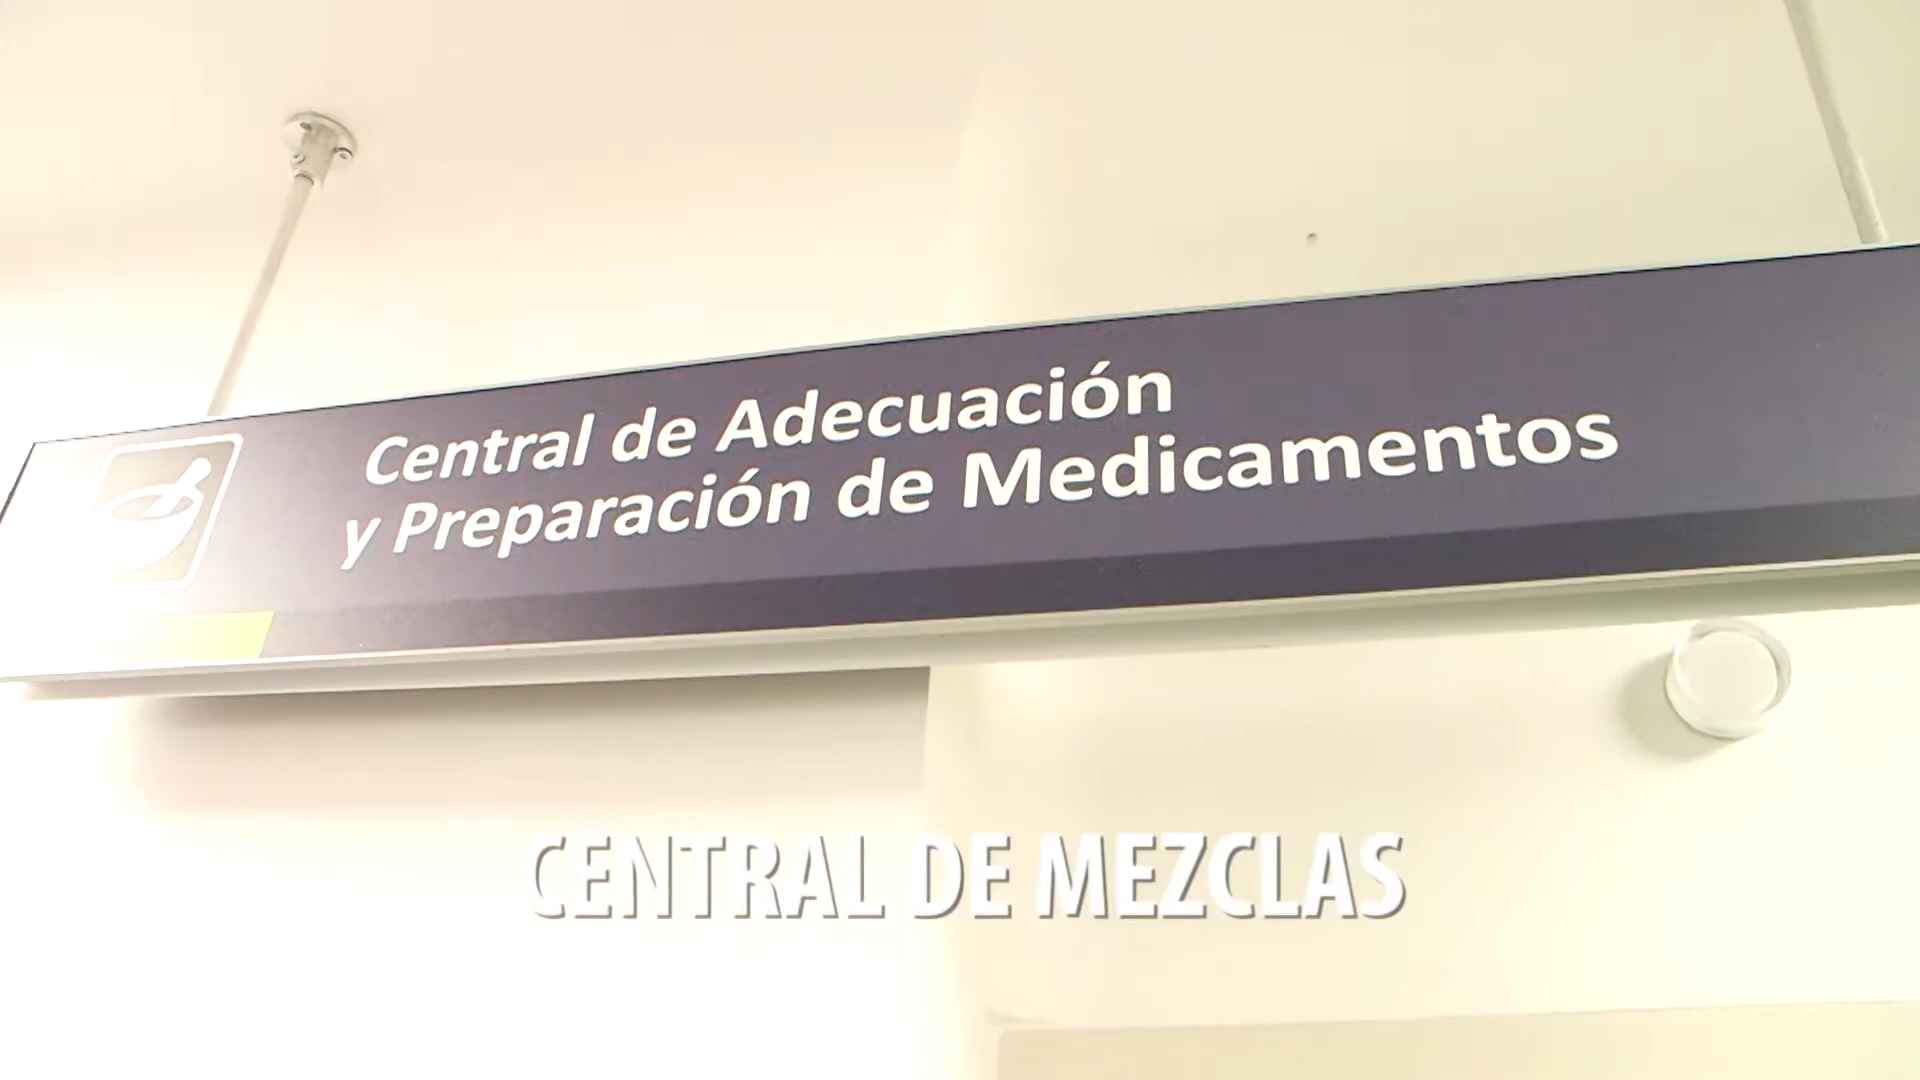 Central de Adecuación
y Preparación de Medicamentos
CENTRAL DE MEZCLAS